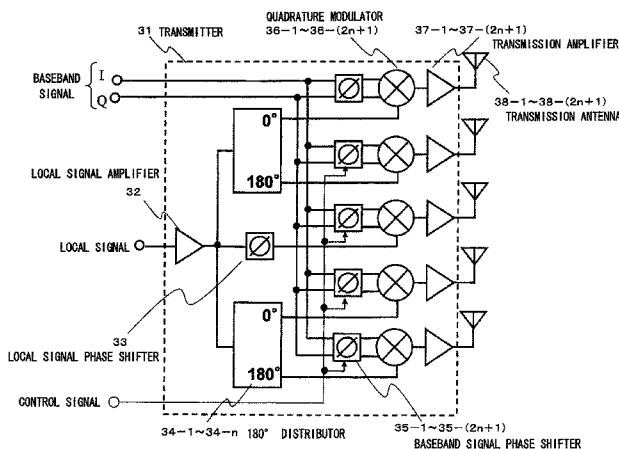 QUADRATURE MODULATOR
36-1~36-(2n+1)
37-1~37-(2n+1)
TRANSMISSION AMPLIFIER
31 TRANSMITTER
BASEBAND
SIGNAL
I
Q
38-1~38-(2n+1)
TRANSMISSION ANTENNA
0°
180°
LOCAL SIGNAL AMPLIFIER
32
LOCAL SIGNAL
33
LOCAL SIGNAL PHASE SHIFTER
0°
180°
CONTROL SIGNAL
34-1~34-n 180° DISTRIBUTOR
35-1~35-(2n+1)
BASEBAND SIGNAL PHASE SHIFTER